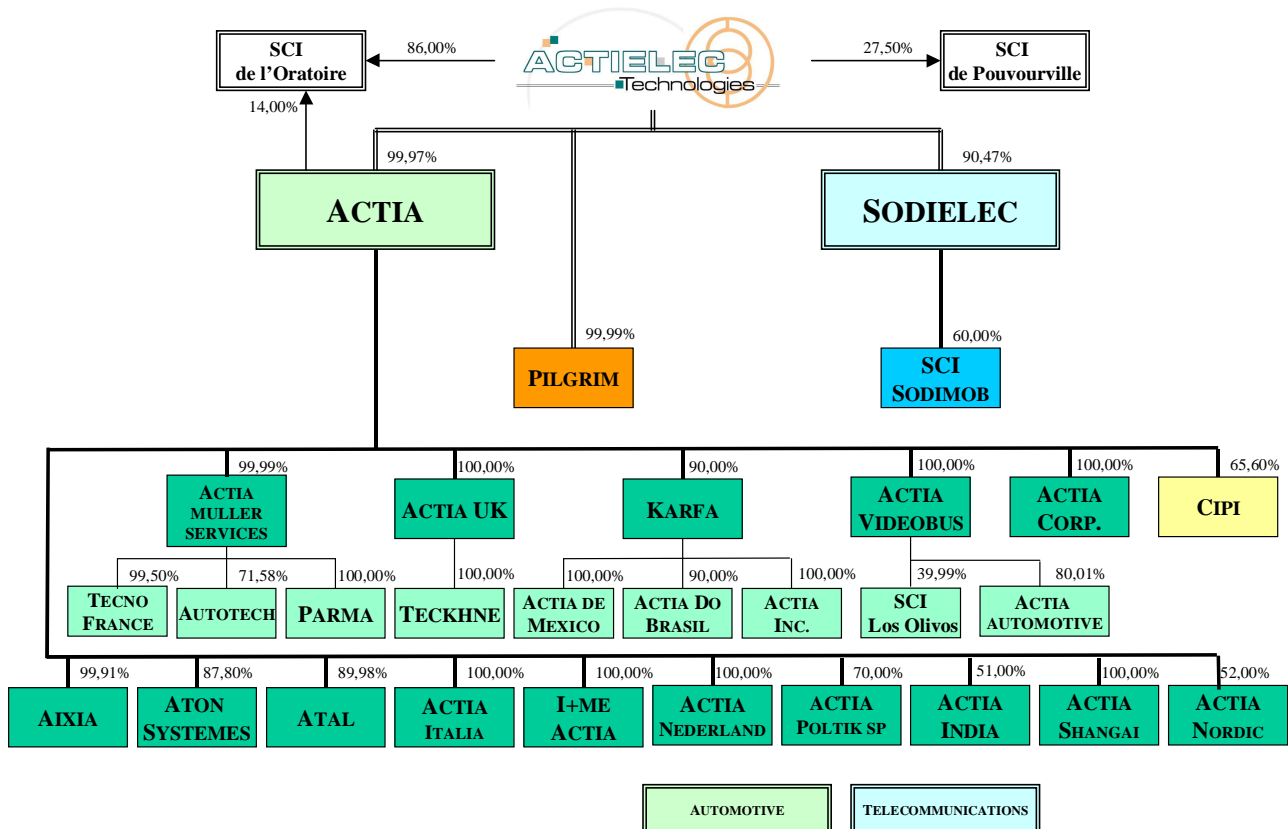 SCI
de l'Oratoire
86,00%
ACTIELEC
Technologies
27,50%
SCI
de Pouvourville
14,00%
99,97%
90,47%
ACTIA
SODIELEC
99,99%
60,00%
PILGRIM
SCI
SODIMOB
99,99%
100,00%
90,00%
100,00%
100,00%
65,60%
ACTIA
MULLER
SERVICES
ACTIA UK
KARFA
ACTIA
VIDEOBUS
ACTIA
CORP.
CIPI
99,50%
71,58%
100,00%
100,00%
100,00%
90,00%
100,00%
39,99%
80,01%
TECNO
FRANCE
AUTOTECH
PARMA
TECKHNE
ACTIA DE
MEXICO
ACTIA DO
BRASIL
ACTIA
INC.
SCI
Los Olivos
ACTIA
AUTOMOTIVE
99,91%
87,80%
89,98%
100,00%
100,00%
100,00%
70,00%
51,00%
100,00%
52,00%
AIXIA
ATON
SYSTEMES
ATAL
ACTIA
ITALIA
I+ME
ACTIA
ACTIA
NEDERLAND
ACTIA
POLTIK SP
ACTIA
INDIA
ACTIA
SHANGAI
ACTIA
NORDIC
AUTOMOTIVE
TELECOMMUNICATIONS